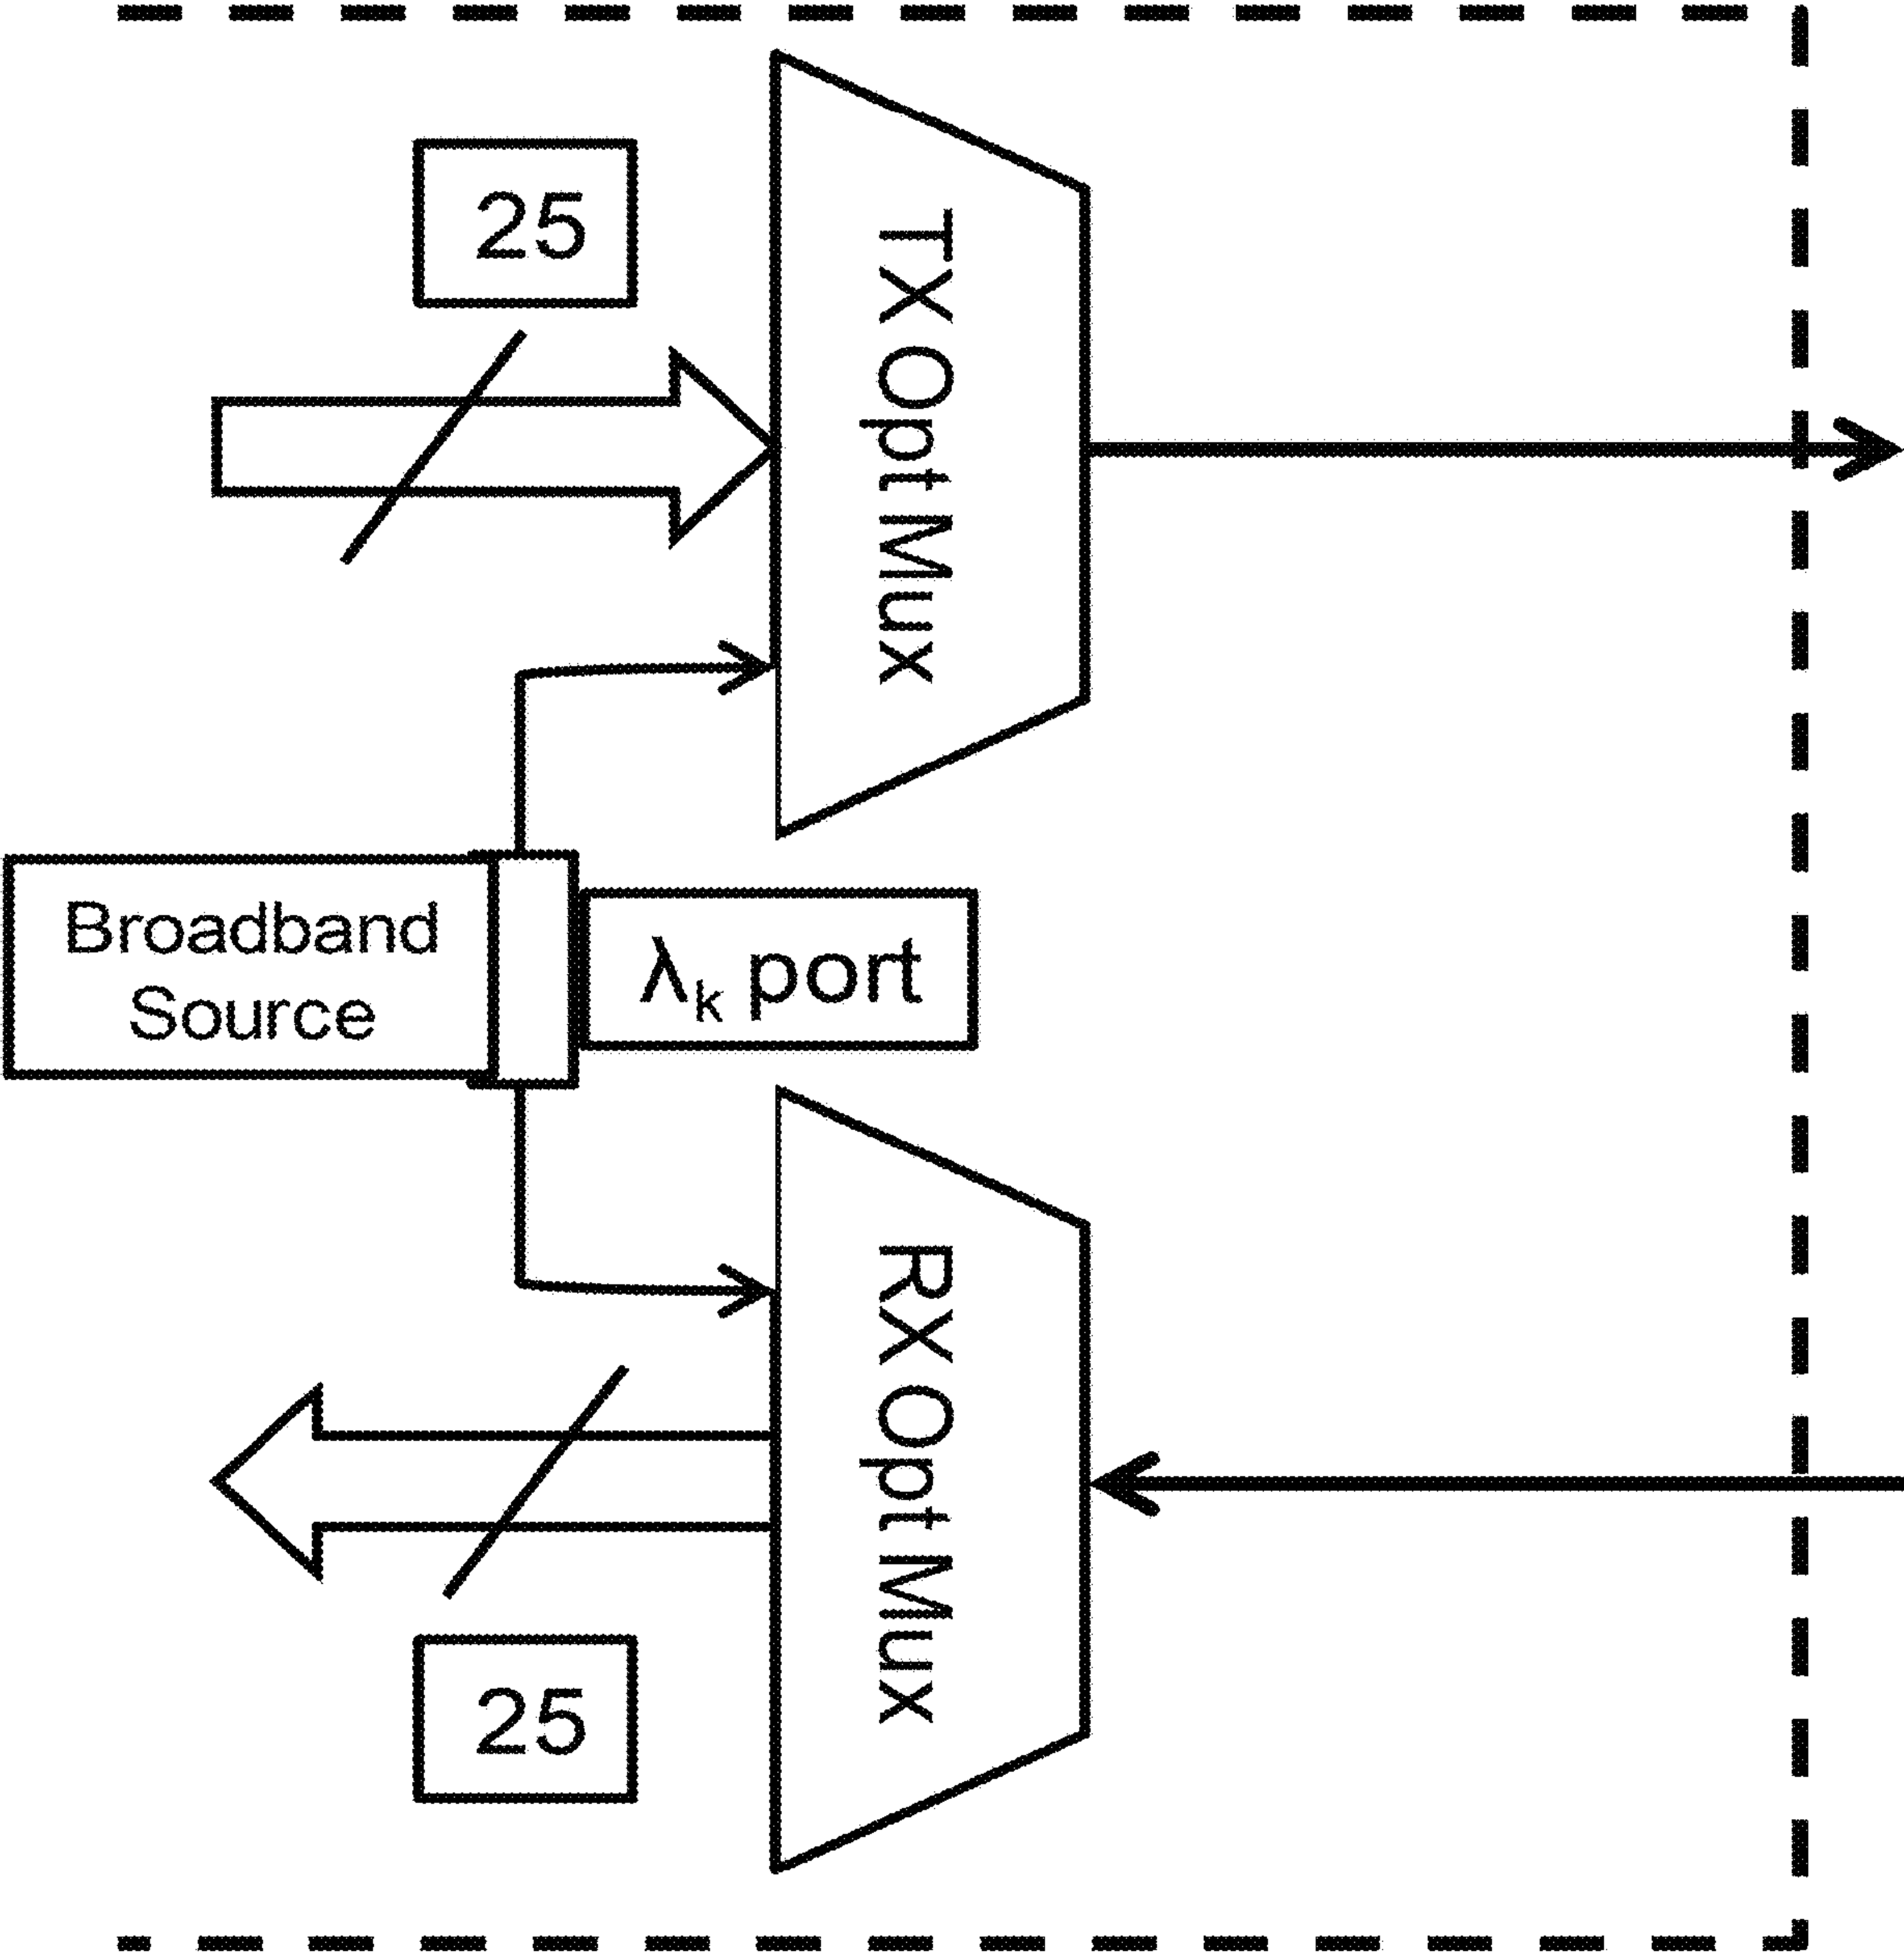 25
TX Opt Mux
Broadband
Source
λk port
RX Opt Mux
25